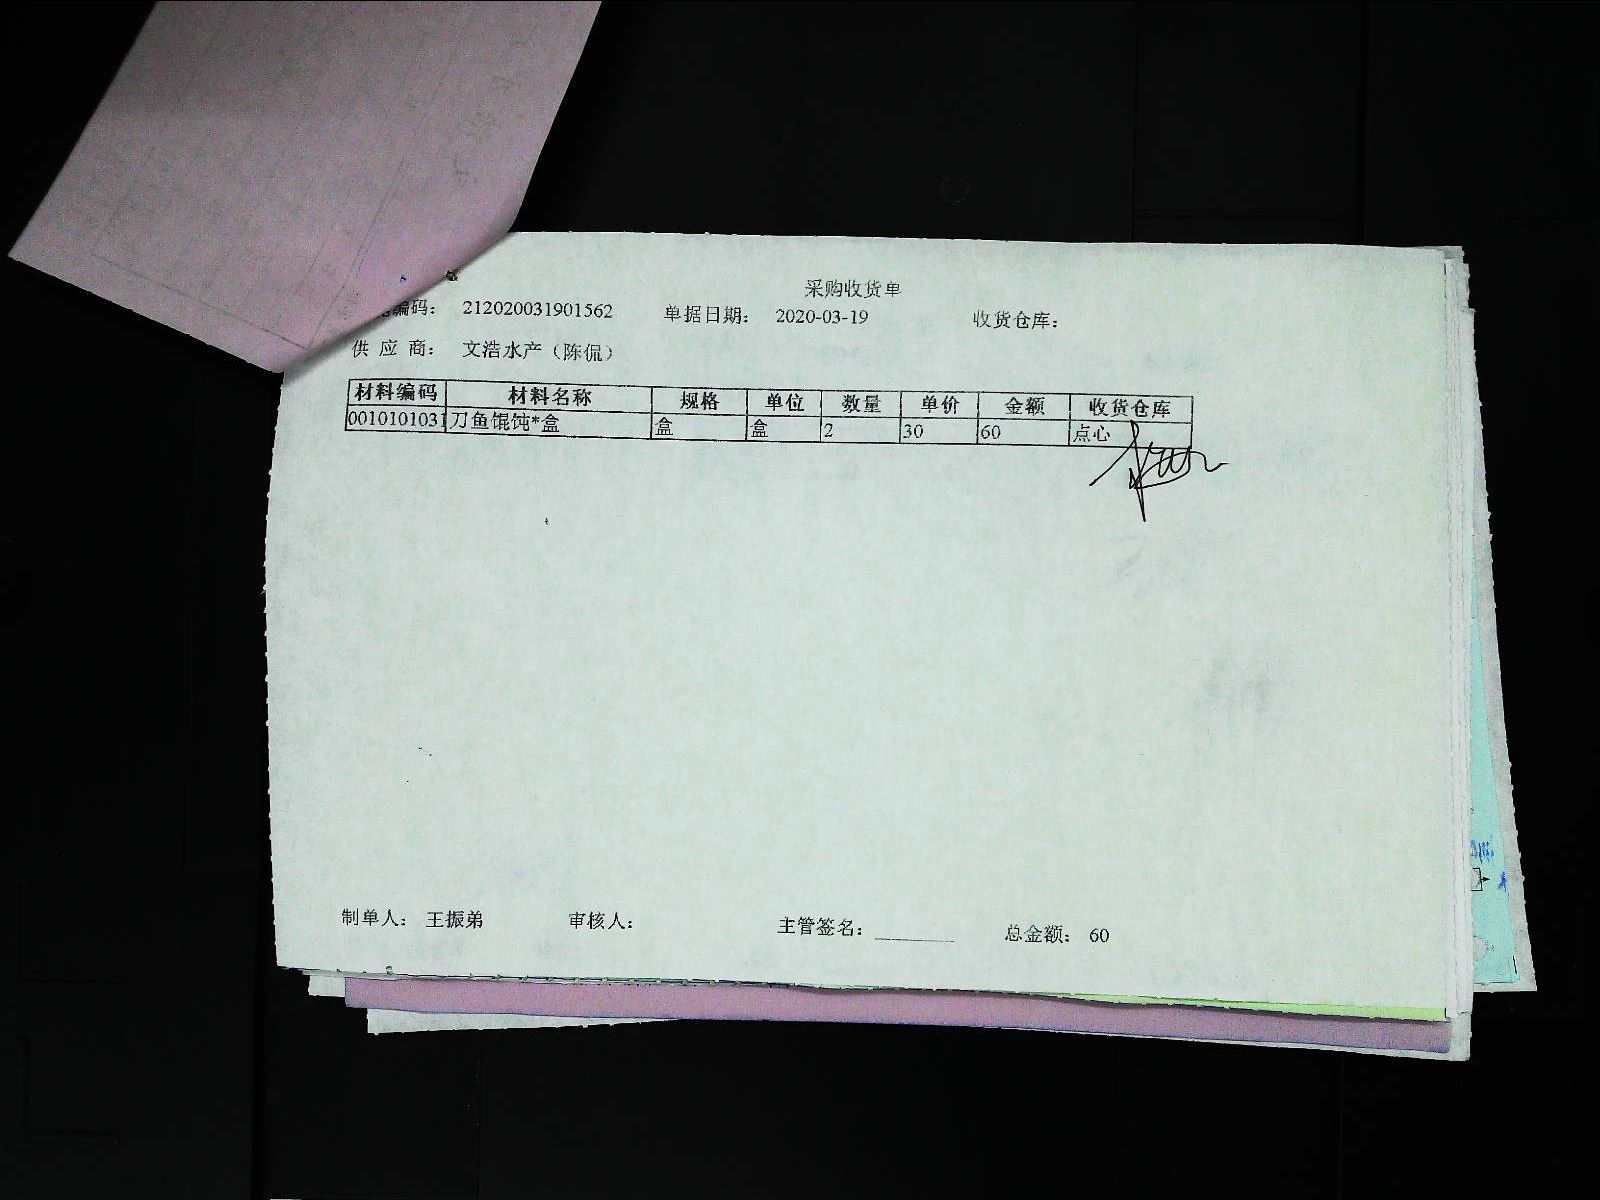 采购收货单
编码： 212020031901562 单据日期： 2020-03-19 收货仓库：
供 应 商： 文浩水产（陈侃）
材料编码 材料名称 规格 单位 数量 单价 金额 收货仓库
0010101031 刀鱼馄饨*盒 盒 盒 2 30 60 点心
制单人： 王振弟 审核人： 主管签名：________ 总金额： 60